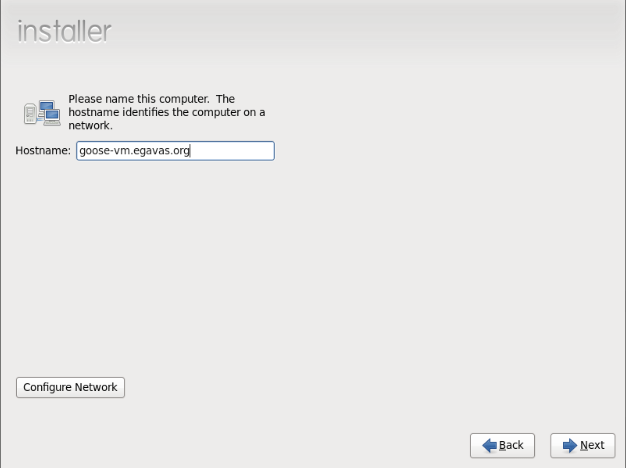 installer
Please name this computer.  The
hostname identifies the computer on a
network.
Hostname: goose-vm.egavas.org
Configure Network
Back
Next